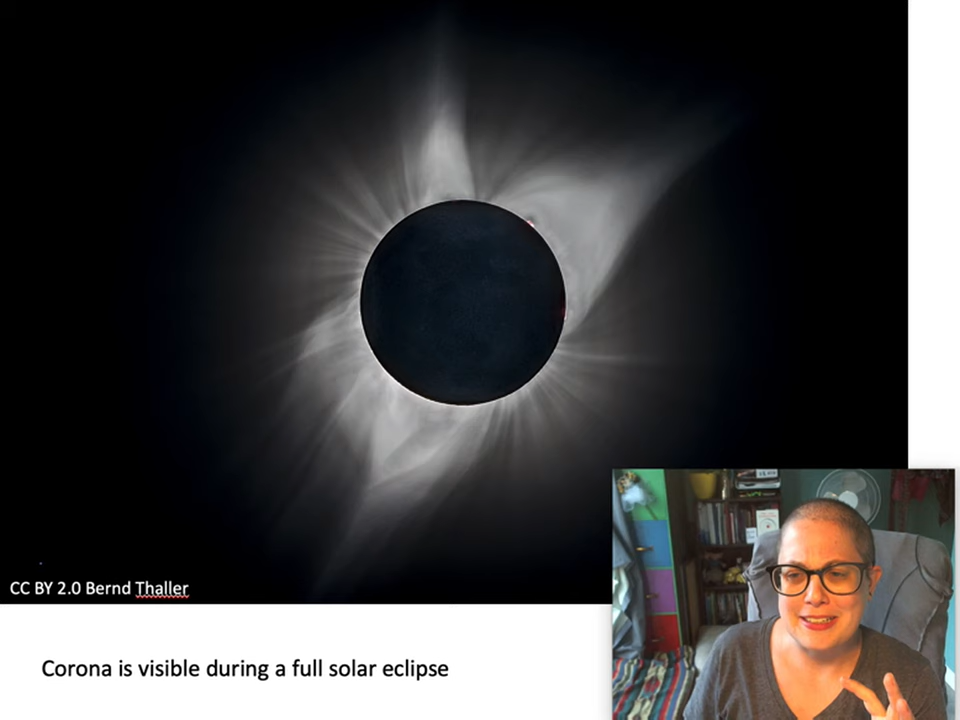 CC BY 2.0 Bernd Thaller
Corona is visible during a full solar eclipse